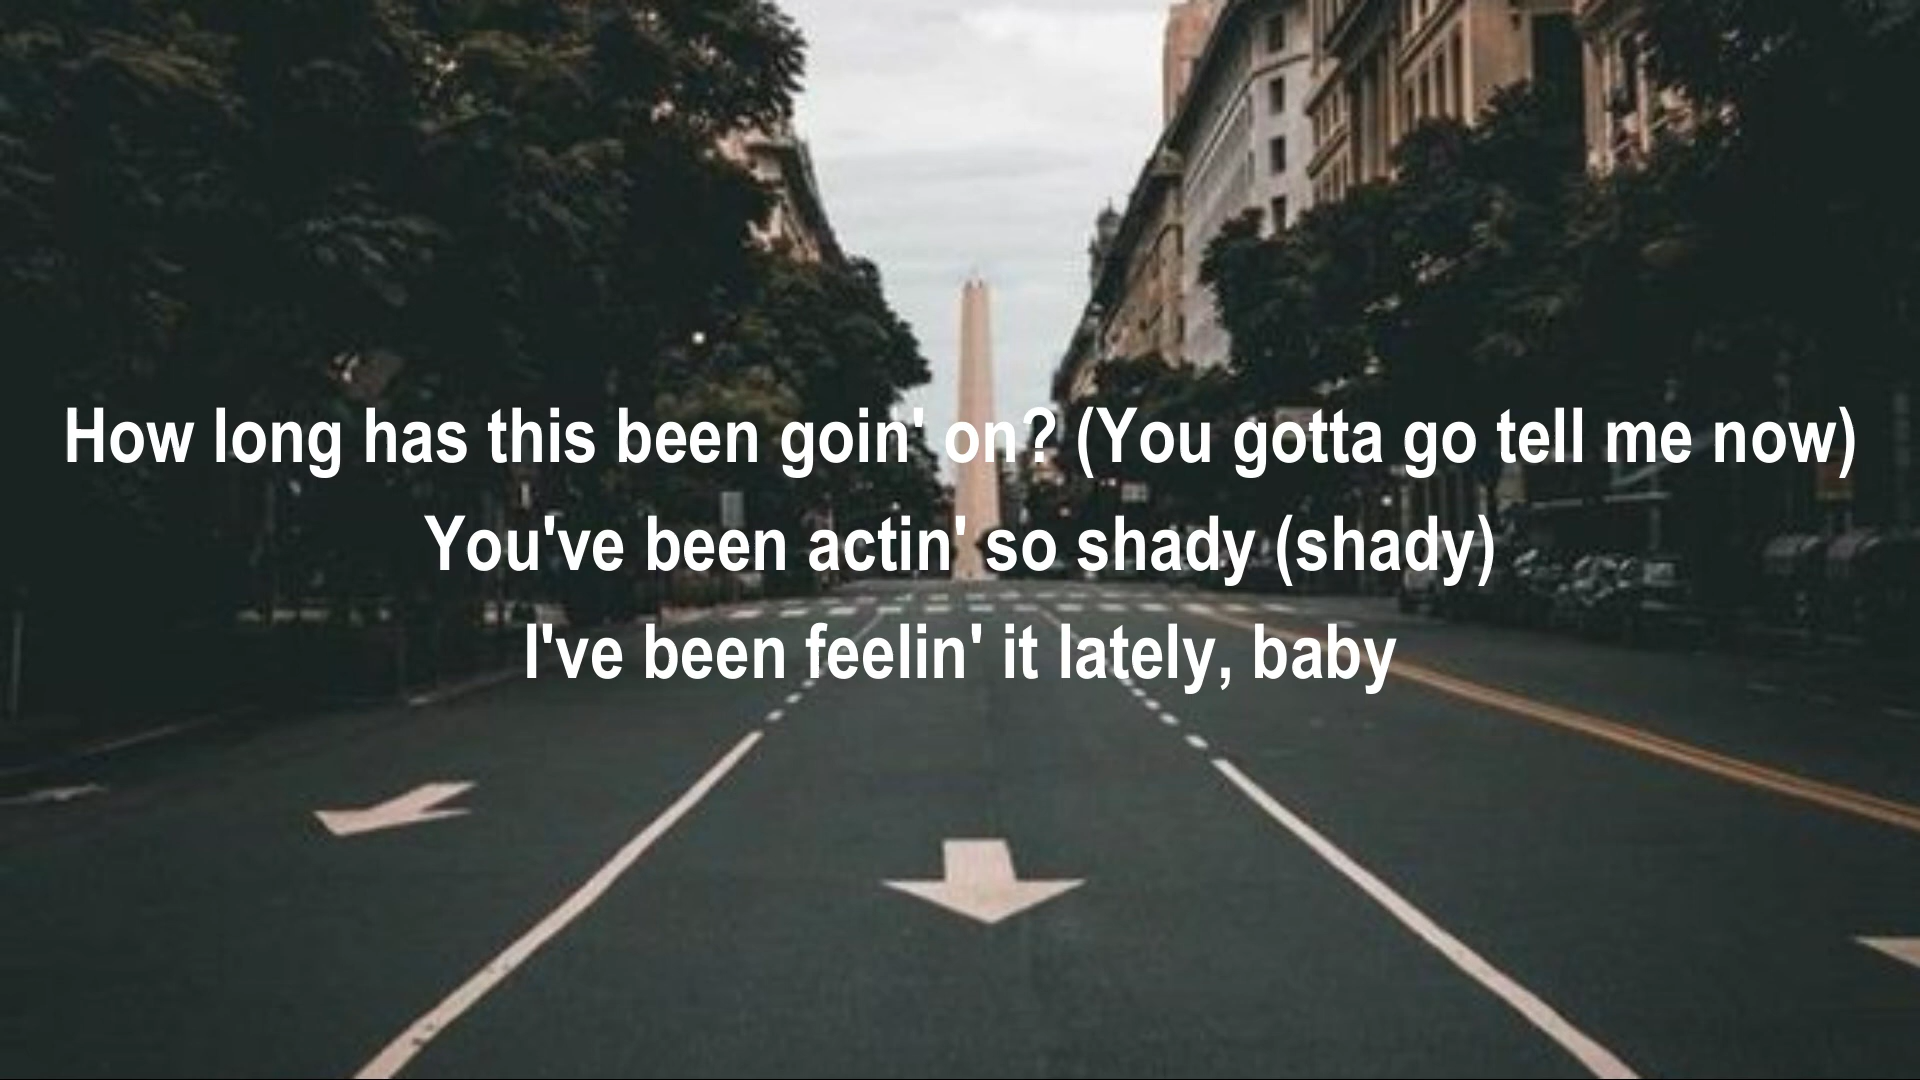 How long has this been goin' on? (You gotta go tell me now)
You've been actin' so shady (shady)
I've been feelin' it lately, baby